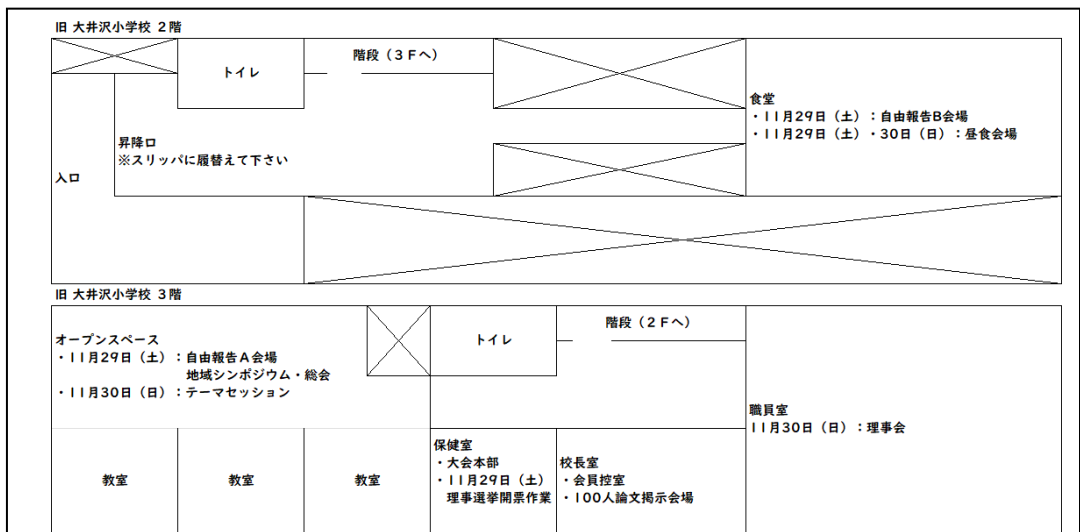 旧 大井沢小学校 2階
トイレ
階段（3Fへ）
食堂
・11月29日（土）：自由報告B会場
・11月29日（土）・30日（日）：昼食会場
昇降口
※スリッパに履替えて下さい
入口
旧 大井沢小学校 3階
オープンスペース
・11月29日（土）：自由報告A会場
地域シンポジウム・総会
・11月30日（日）：テーマセッション
トイレ
階段（2Fへ）
職員室
11月30日（日）：理事会
教室
教室
教室
保健室
・大会本部
・11月29日（土）
理事選挙開票作業
校長室
・会員控室
・100人論文掲示会場